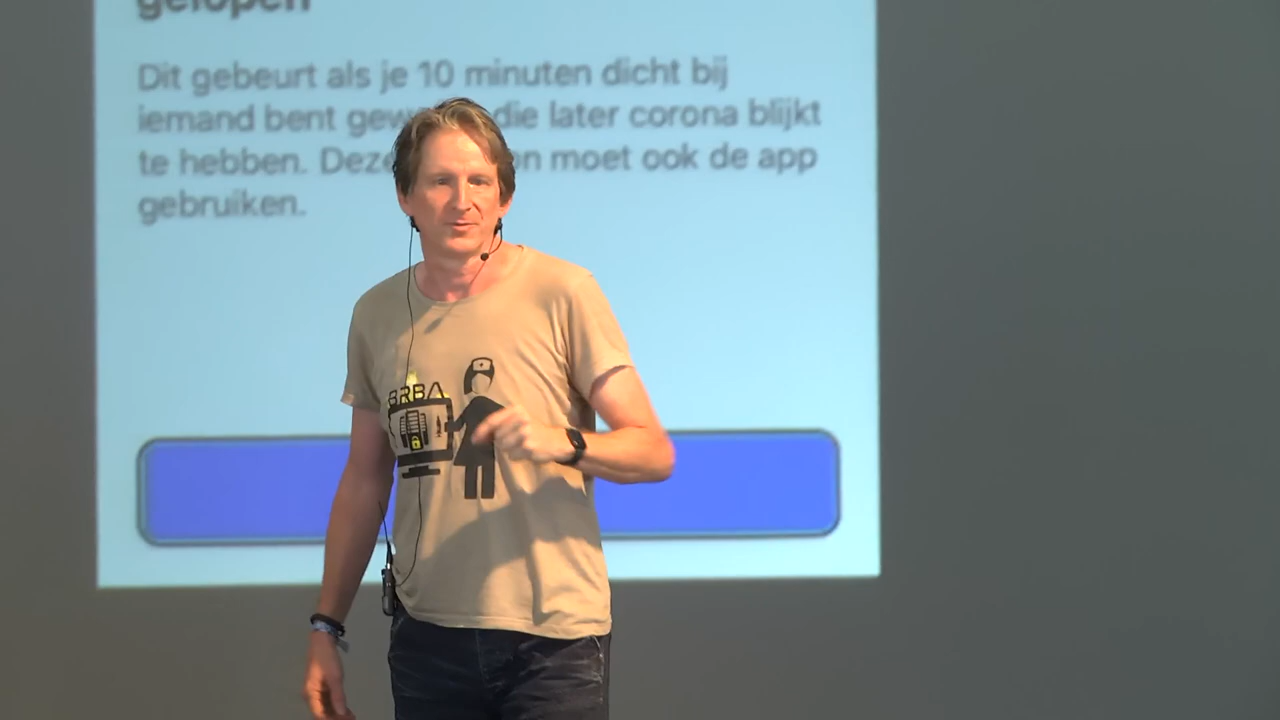 gelopen
Dit gebeurt als je 10 minuten dicht bij
iemand bent gew die later corona blijkt
te hebben. Deze on moet ook de app
gebruiken.
BRBA